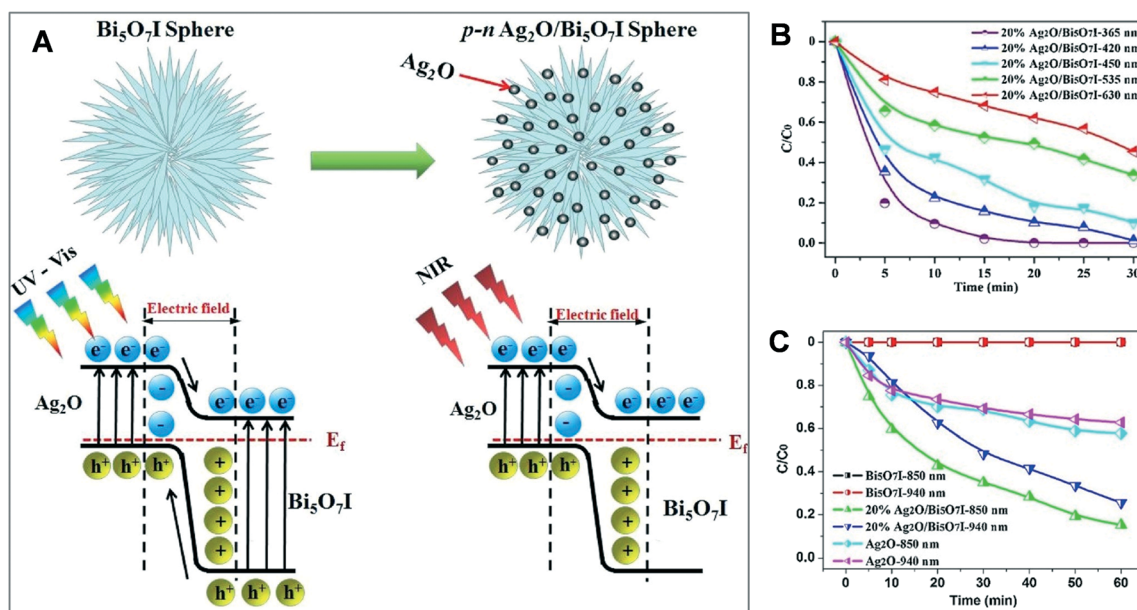 A
Bi₅O₇I Sphere
p-n Ag₂O/Bi₅O₇I Sphere
Ag₂O
UV - Vis
Electric field
e⁻ e⁻ e⁻
-
e⁻ e⁻ e⁻
Ag₂O
-
E_f
h⁺ h⁺ h⁺
+
+
+
+
Bi₅O₇I
h⁺ h⁺ h⁺
NIR
Electric field
e⁻ e⁻ e⁻
-
e⁻ e⁻ e⁻
Ag₂O
-
E_f
h⁺ h⁺ h⁺
+
+
+
+
Bi₅O₇I
B
20% Ag₂O/BisO₇I-365 nm
20% Ag₂O/BisO₇I-420 nm
20% Ag₂O/BisO₇I-450 nm
20% Ag₂O/BisO₇I-535 nm
20% Ag₂O/BisO₇I-630 nm
C/C₀
1.0
0.8
0.6
0.4
0.2
0.0
0 5 10 15 20 25 30
Time (min)
C
BisO₇I-850 nm
BisO₇I-940 nm
20% Ag₂O/BisO₇I-850 nm
20% Ag₂O/BisO₇I-940 nm
Ag₂O-850 nm
Ag₂O-940 nm
C/C₀
1.0
0.8
0.6
0.4
0.2
0.0
0 10 20 30 40 50 60
Time (min)